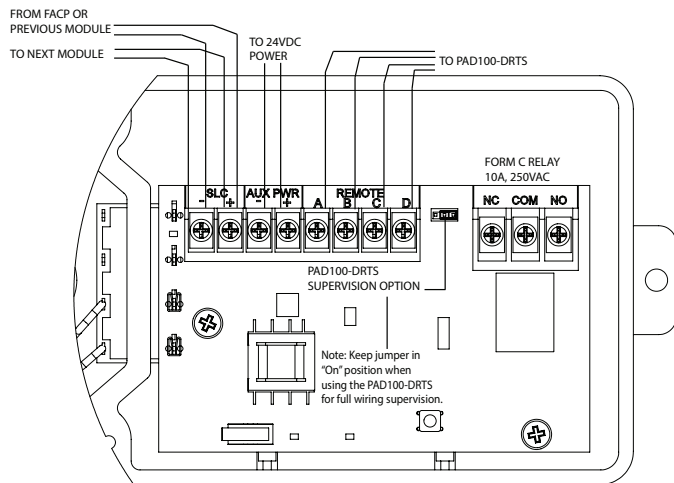 FROM FACP OR
PREVIOUS MODULE
TO NEXT MODULE
TO 24VDC
POWER
TO PAD100-DRTS
FORM C RELAY
10A, 250VAC
SLC AUX PWR REMOTE
- + - + A B C D
NC COM NO
PAD100-DRTS
SUPERVISION OPTION
Note: Keep jumper in
"On" position when
using the PAD100-DRTS
for full wiring supervision.